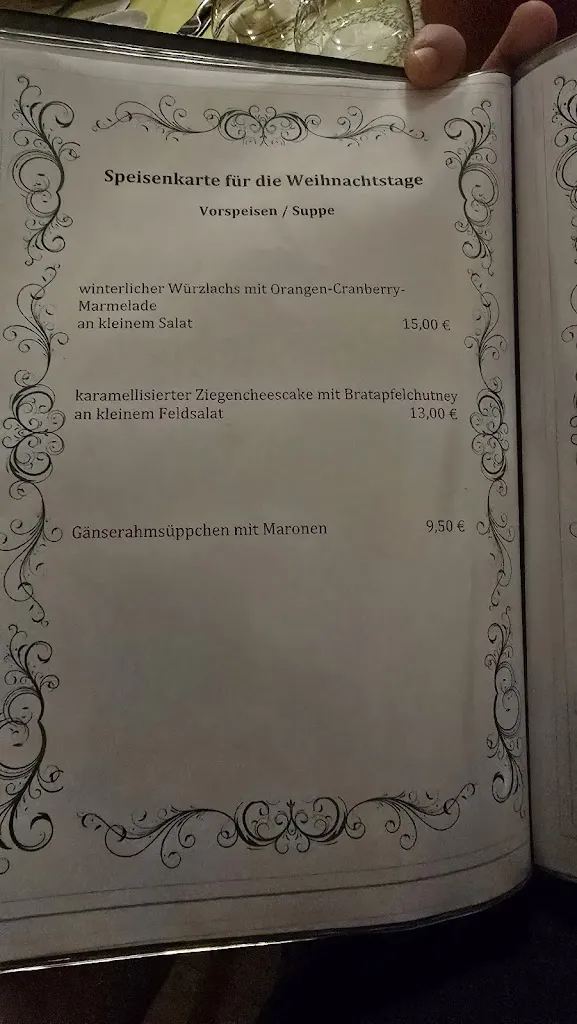 Speisenkarte für die Weihnachtstage
Vorspeisen / Suppe
winterlicher Würzlachs mit Orangen-Cranberry-
Marmelade
an kleinem Salat 15,00 €
karamellisierter Ziegencheescake mit Bratapfelchutney
an kleinem Feldsalat 13,00 €
Gänserahmsüppchen mit Maronen 9,50 €